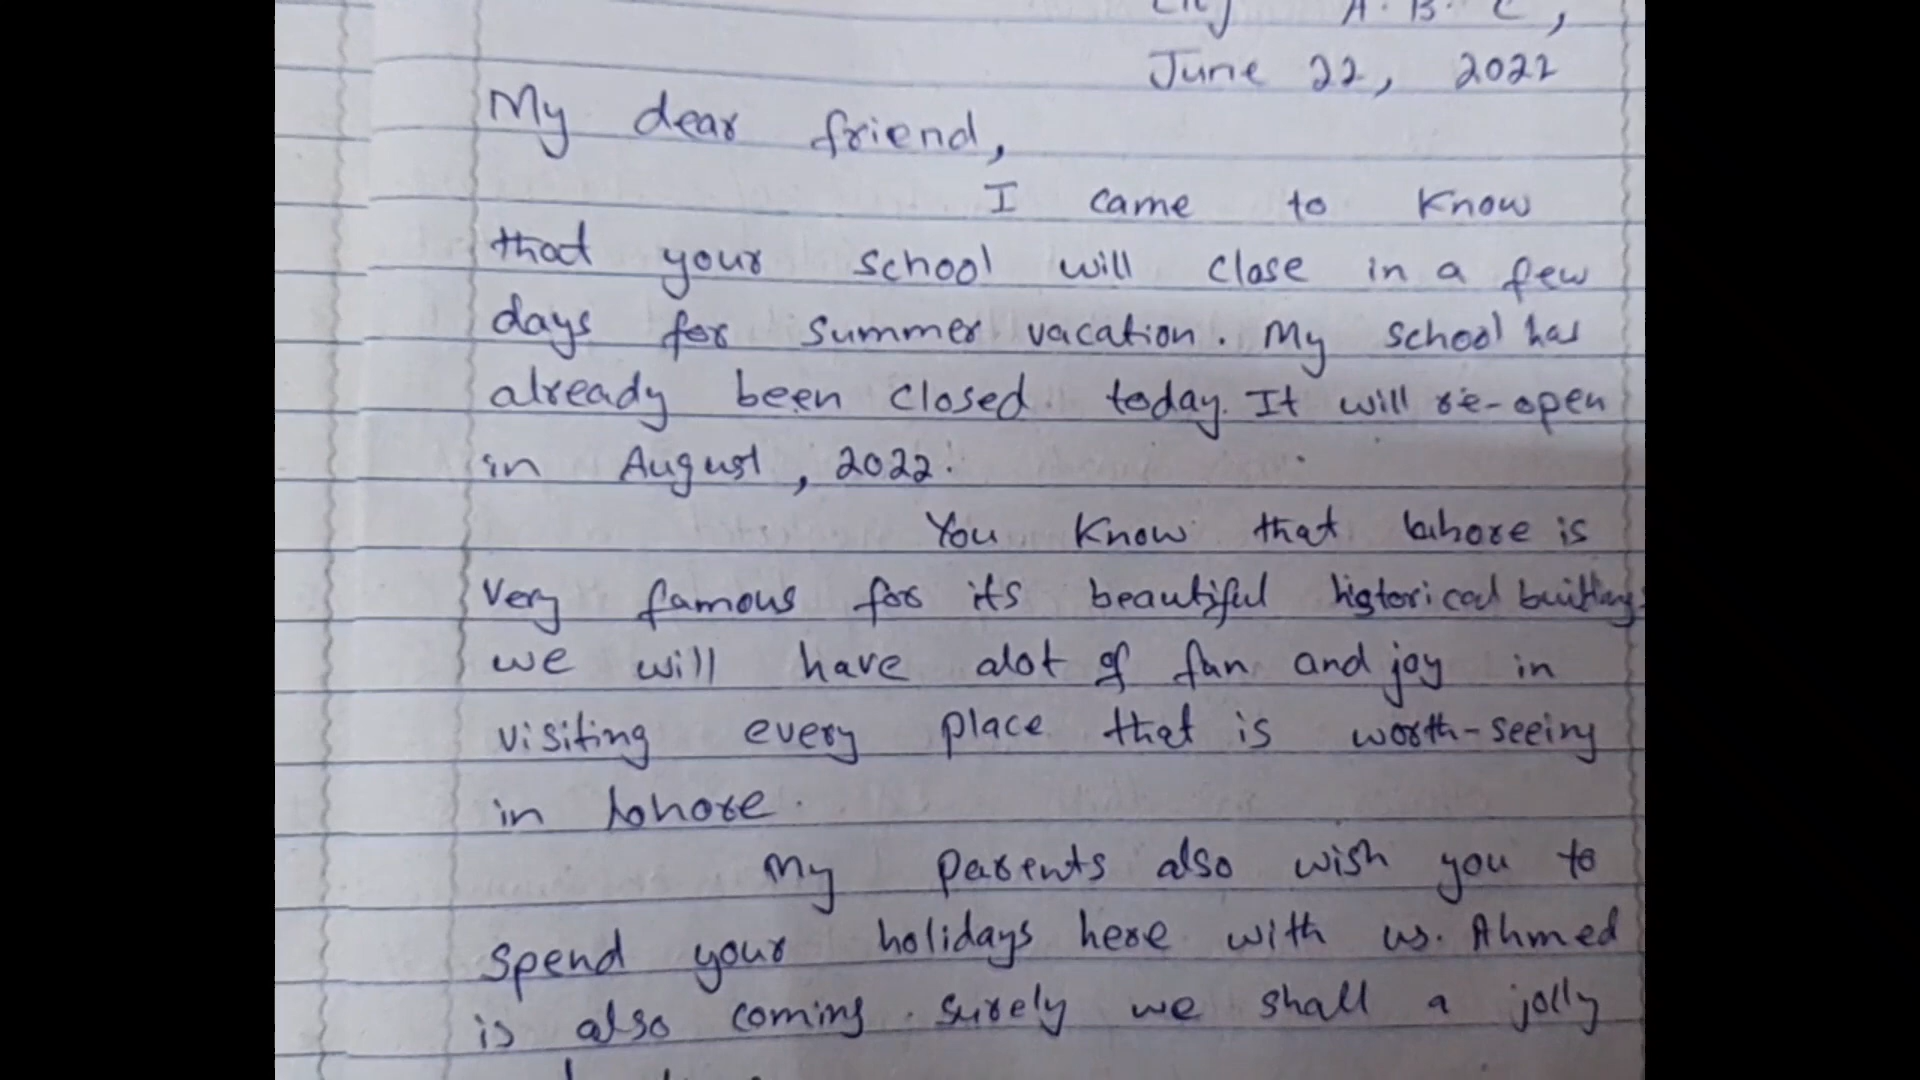 City A.B.C,
June 22, 2022
My dear friend,
I came to know
that your school will close in a few
days for summer vacation. My school has
already been closed today. It will re-open
in August, 2022.
You know that Lahore is
very famous for its beautiful historical buildings
we will have alot of fun and joy in
visiting every place that is worth-seeing
in Lahore.
My parents also wish you to
spend your holidays here with us. Ahmed
is also coming. surely we shall a jolly